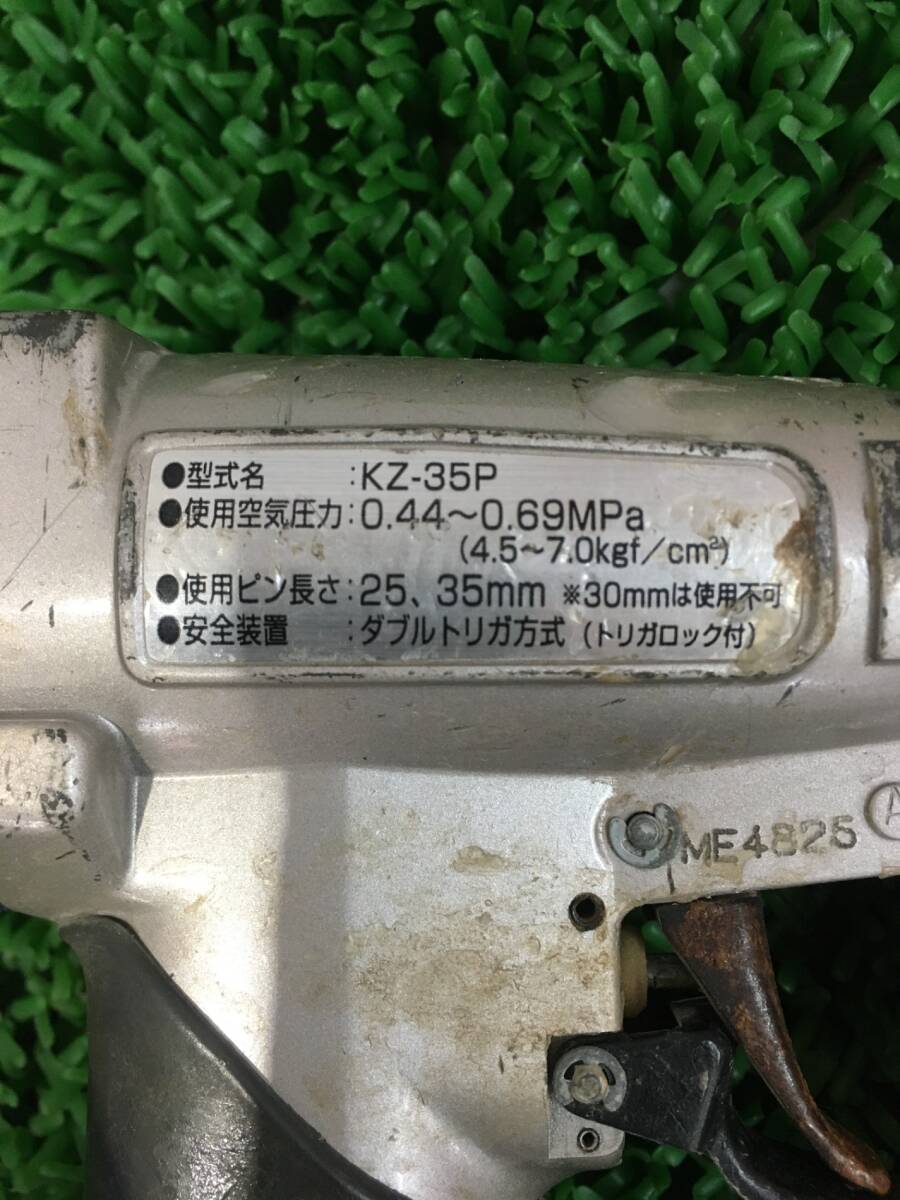 ●型式名　：KZ-35P
●使用空気圧力：0.44～0.69MPa
(4.5～7.0kgf/cm²)
●使用ピン長さ：25、35mm ※30mmは使用不可
●安全装置　：ダブルトリガ方式（トリガロック付）
ME4825 Ⓐ